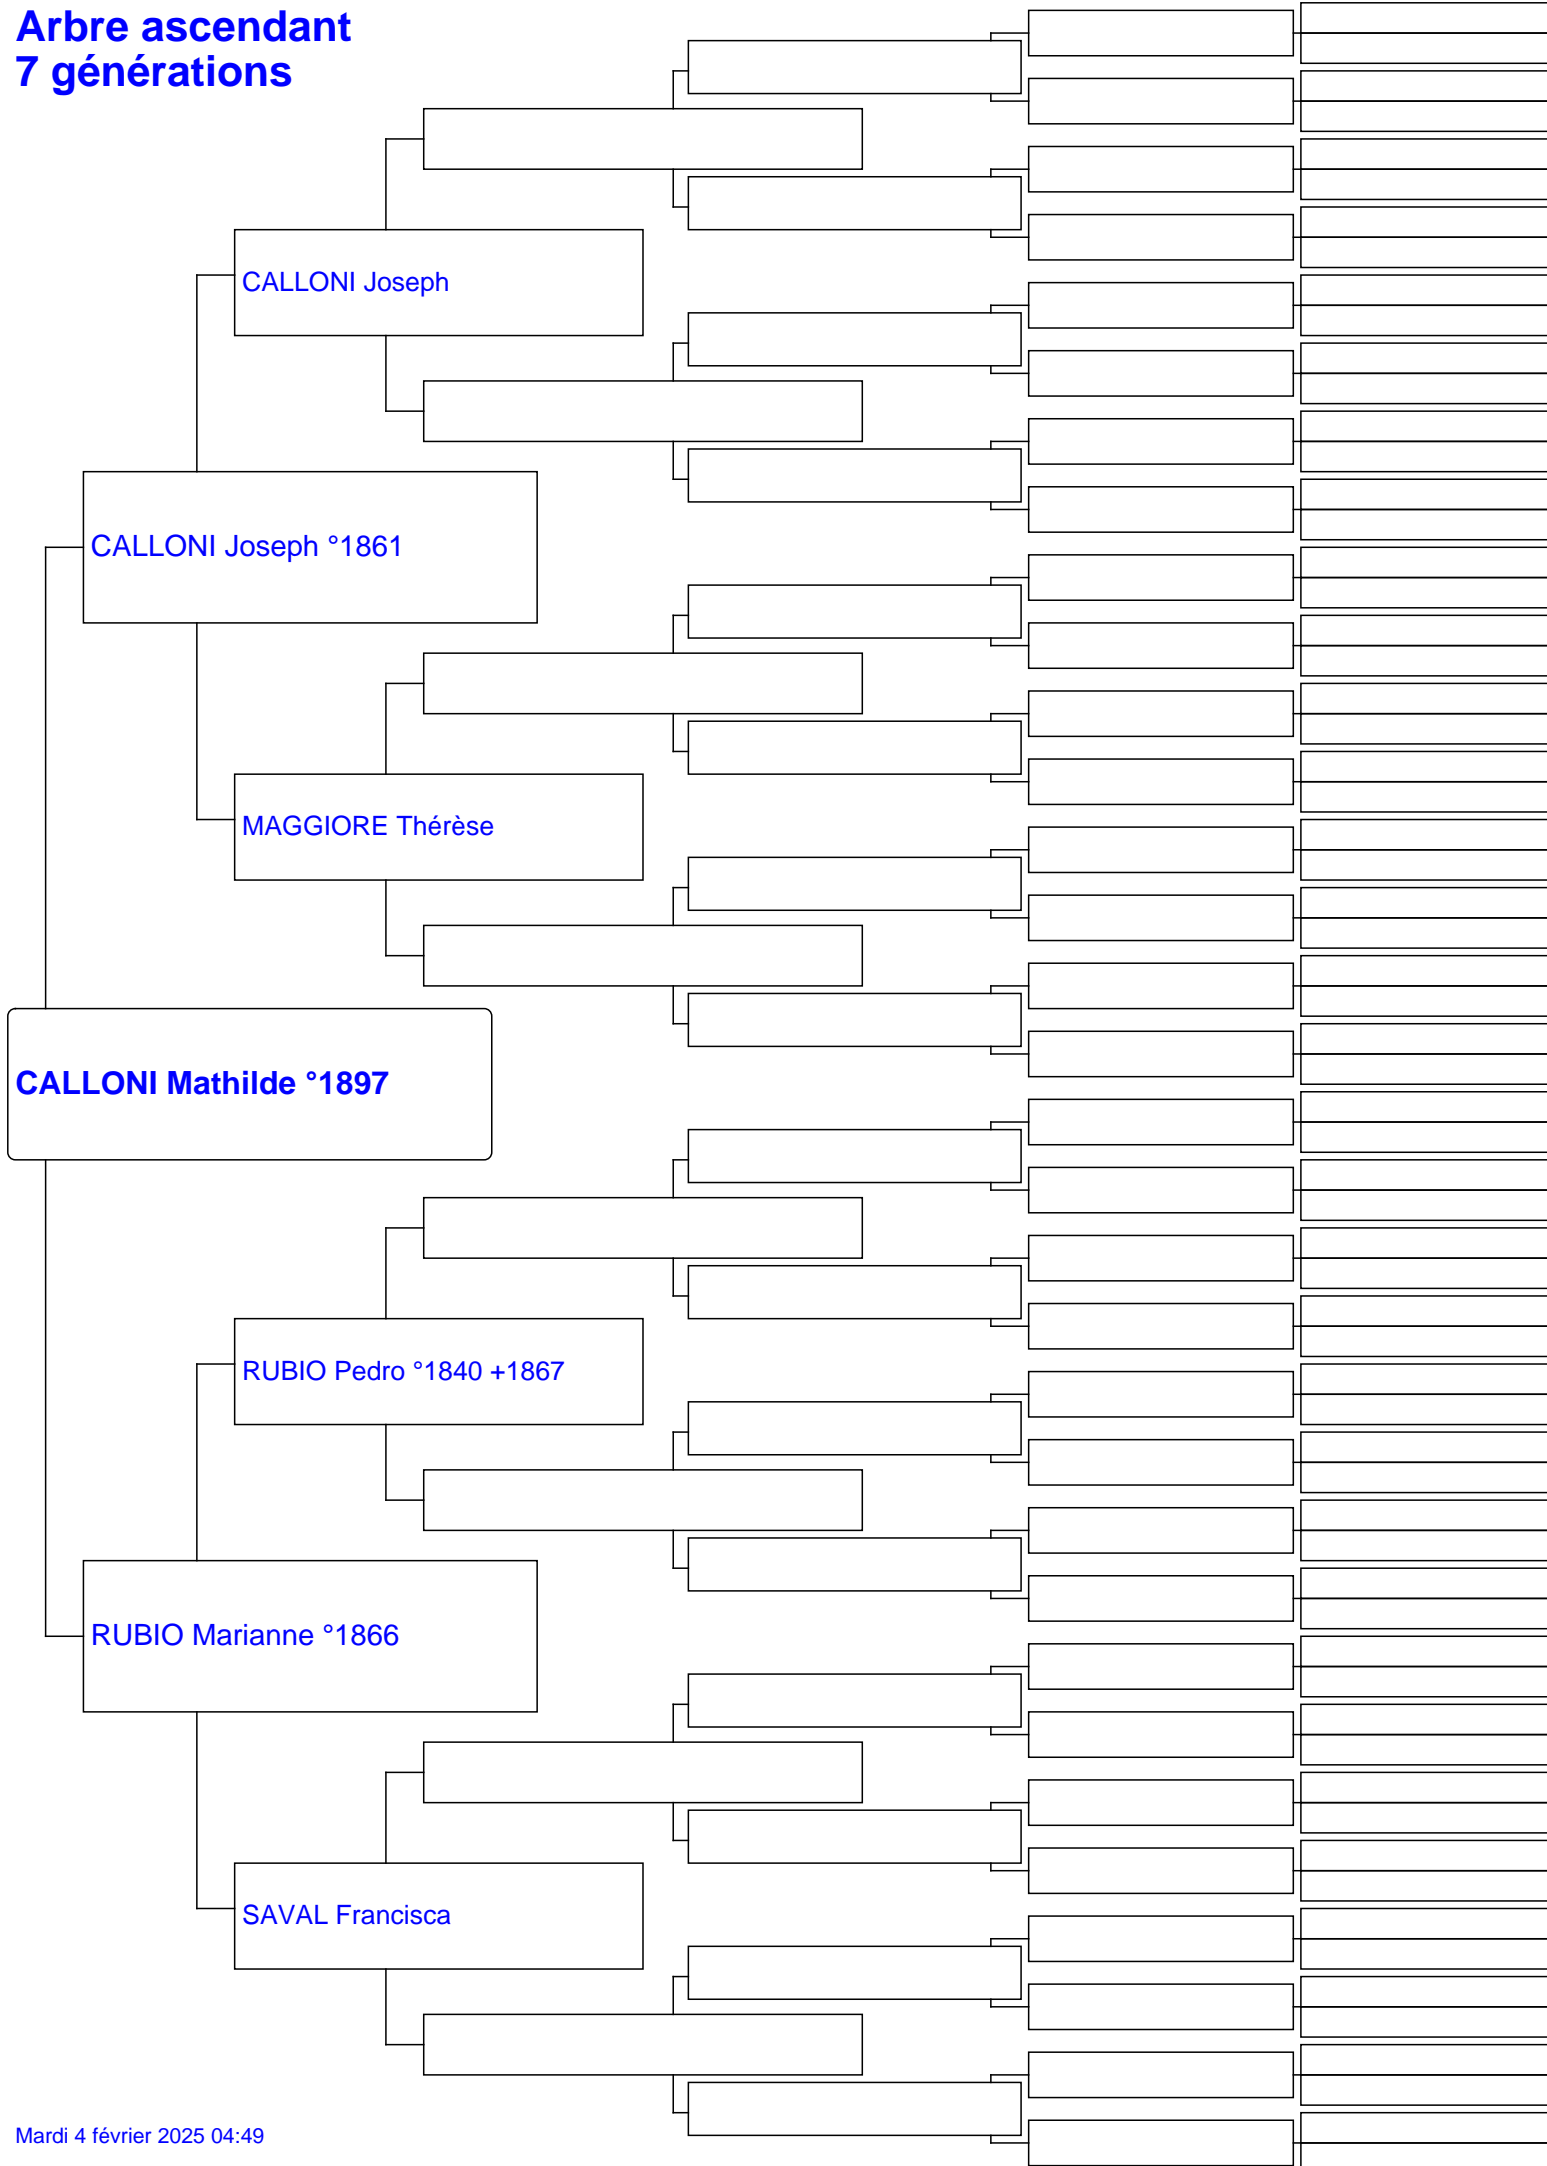 Arbre ascendant
7 générations
CALLONI Joseph
CALLONI Joseph °1861
MAGGIORE Thérèse
CALLONI Mathilde °1897
RUBIO Pedro °1840 +1867
RUBIO Marianne °1866
SAVAL Francisca
Mardi 4 février 2025 04:49